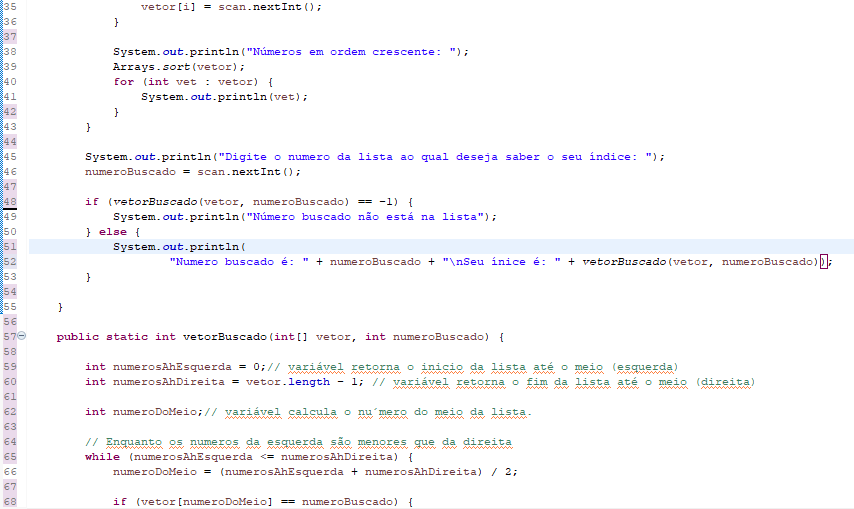 35 vetor[i] = scan.nextInt();
36 }
37
38 System.out.println("Números em ordem crescente: ");
39 Arrays.sort(vetor);
40 for (int vet : vetor) {
41 System.out.println(vet);
42 }
43 }
44
45 System.out.println("Digite o numero da lista ao qual deseja saber o seu índice: ");
46 numeroBuscado = scan.nextInt();
47
48 if (vetorBuscado(vetor, numeroBuscado) == -1) {
49 System.out.println("Número buscado não está na lista");
50 } else {
51 System.out.println(
52 "Numero buscado é: " + numeroBuscado + "\nSeu ínice é: " + vetorBuscado(vetor, numeroBuscado));
53 }
54
55 }
56
57 public static int vetorBuscado(int[] vetor, int numeroBuscado) {
58
59 int numerosAhEsquerda = 0;// variável retorna o inicio da lista até o meio (esquerda)
60 int numerosAhDireita = vetor.length - 1; // variável retorna o fim da lista até o meio (direita)
61
62 int numeroDoMeio;// variável calcula o nu´mero do meio da lista.
63
64 // Enquanto os numeros da esquerda são menores que da direita
65 while (numerosAhEsquerda <= numerosAhDireita) {
66 numeroDoMeio = (numerosAhEsquerda + numerosAhDireita) / 2;
67
68 if (vetor[numeroDoMeio] == numeroBuscado) {